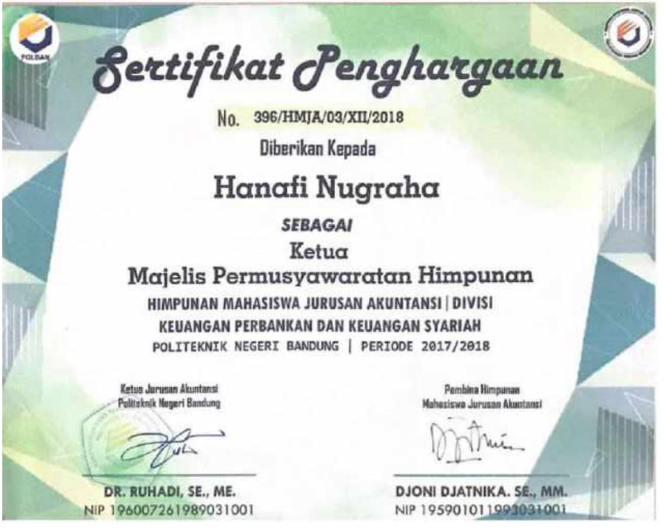 POLBAN
Sertifikat Penghargaan
No. 396/HMJA/03/XII/2018
Diberikan Kepada
Hanafi Nugraha
SEBAGAI
Ketua
Majelis Permusyawaratan Himpunan
HIMPUNAN MAHASISWA JURUSAN AKUNTANSI | DIVISI
KEUANGAN PERBANKAN DAN KEUANGAN SYARIAH
POLITEKNIK NEGERI BANDUNG | PERIODE 2017/2018
Ketua Jurusan Akuntansi
Politeknik Negeri Bandung
DR. RUHADI, SE., ME.
NIP 196007261989031001
Pembina Himpunan
Mahasiswa Jurusan Akuntansi
DJONI DJATNIKA. SE., MM.
NIP 195901011993031001